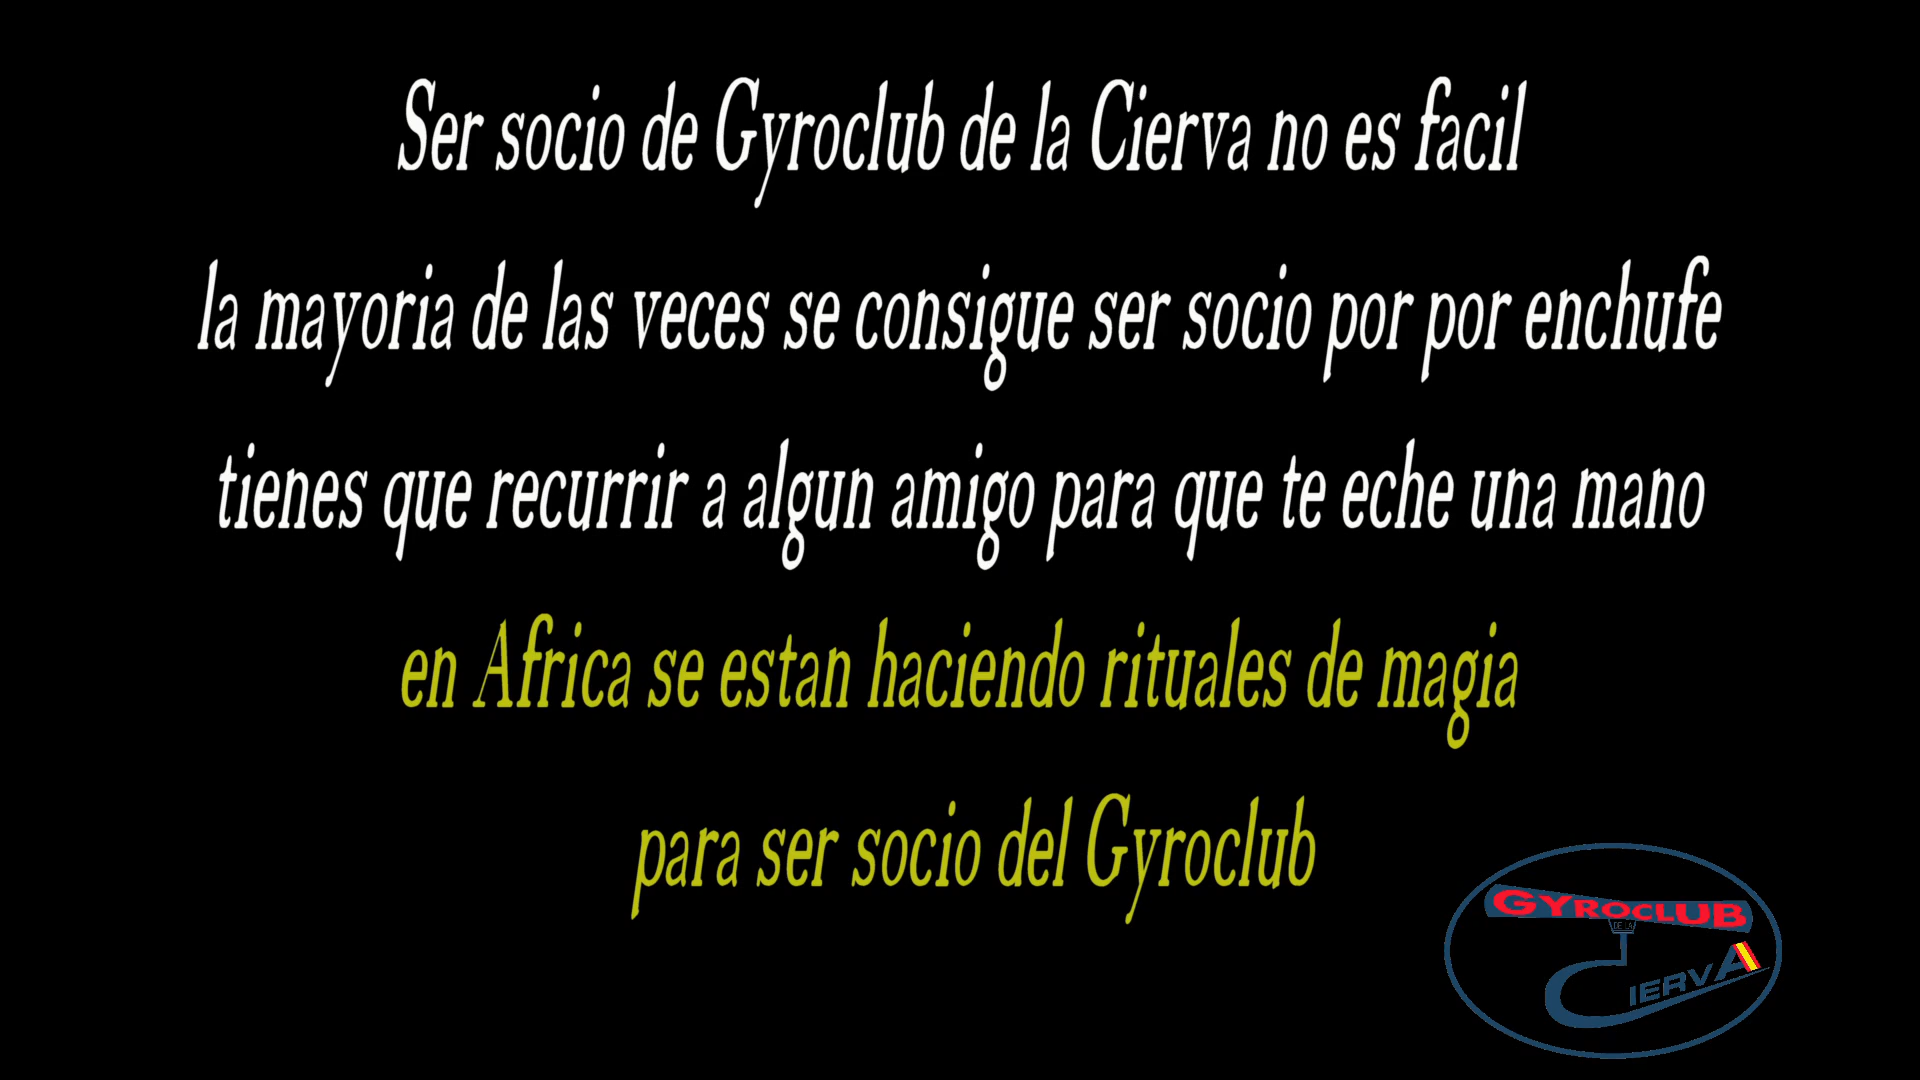 Ser socio de Gyroclub de la Cierva no es facil
la mayoria de las veces se consigue ser socio por por enchufe
tienes que recurrir a algun amigo para que te eche una mano
en Africa se estan haciendo rituales de magia
para ser socio del Gyroclub
GYROCLUB
DE LA
CIERVA